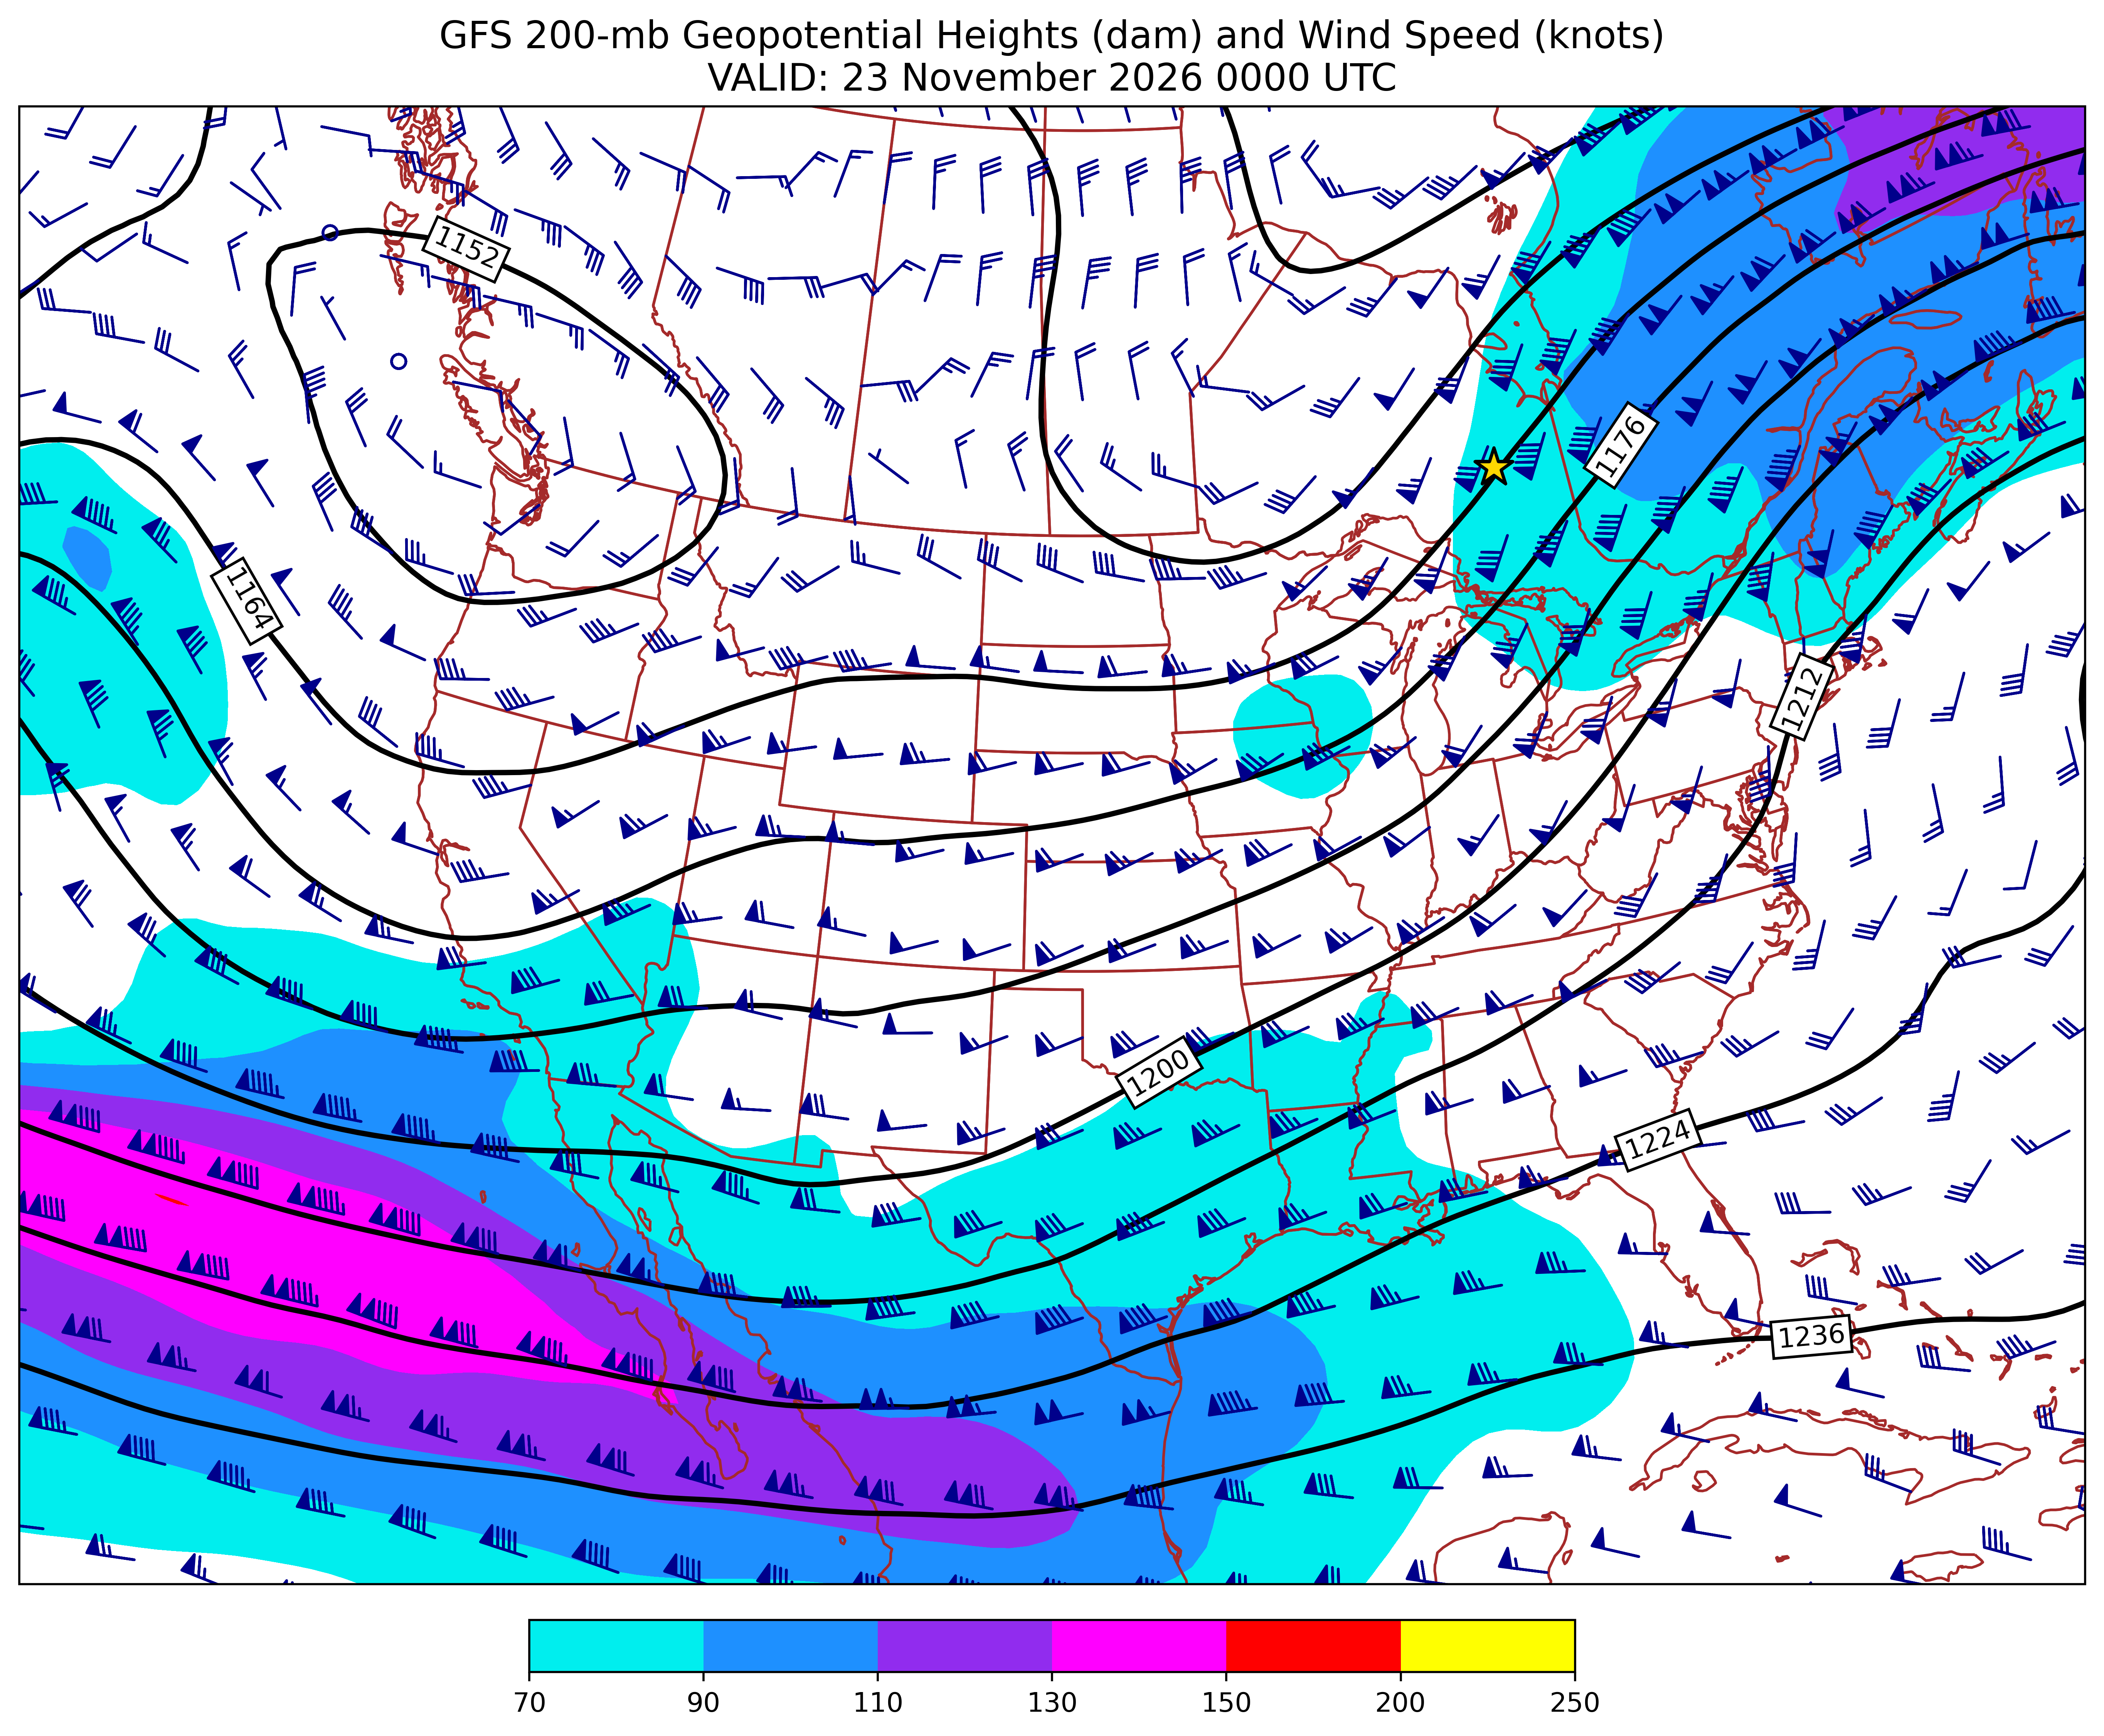 GFS 200-mb Geopotential Heights (dam) and Wind Speed (knots)
VALID: 23 November 2026 0000 UTC
1152
1176
1164
1212
1200
1224
1236
70 90 110 130 150 200 250